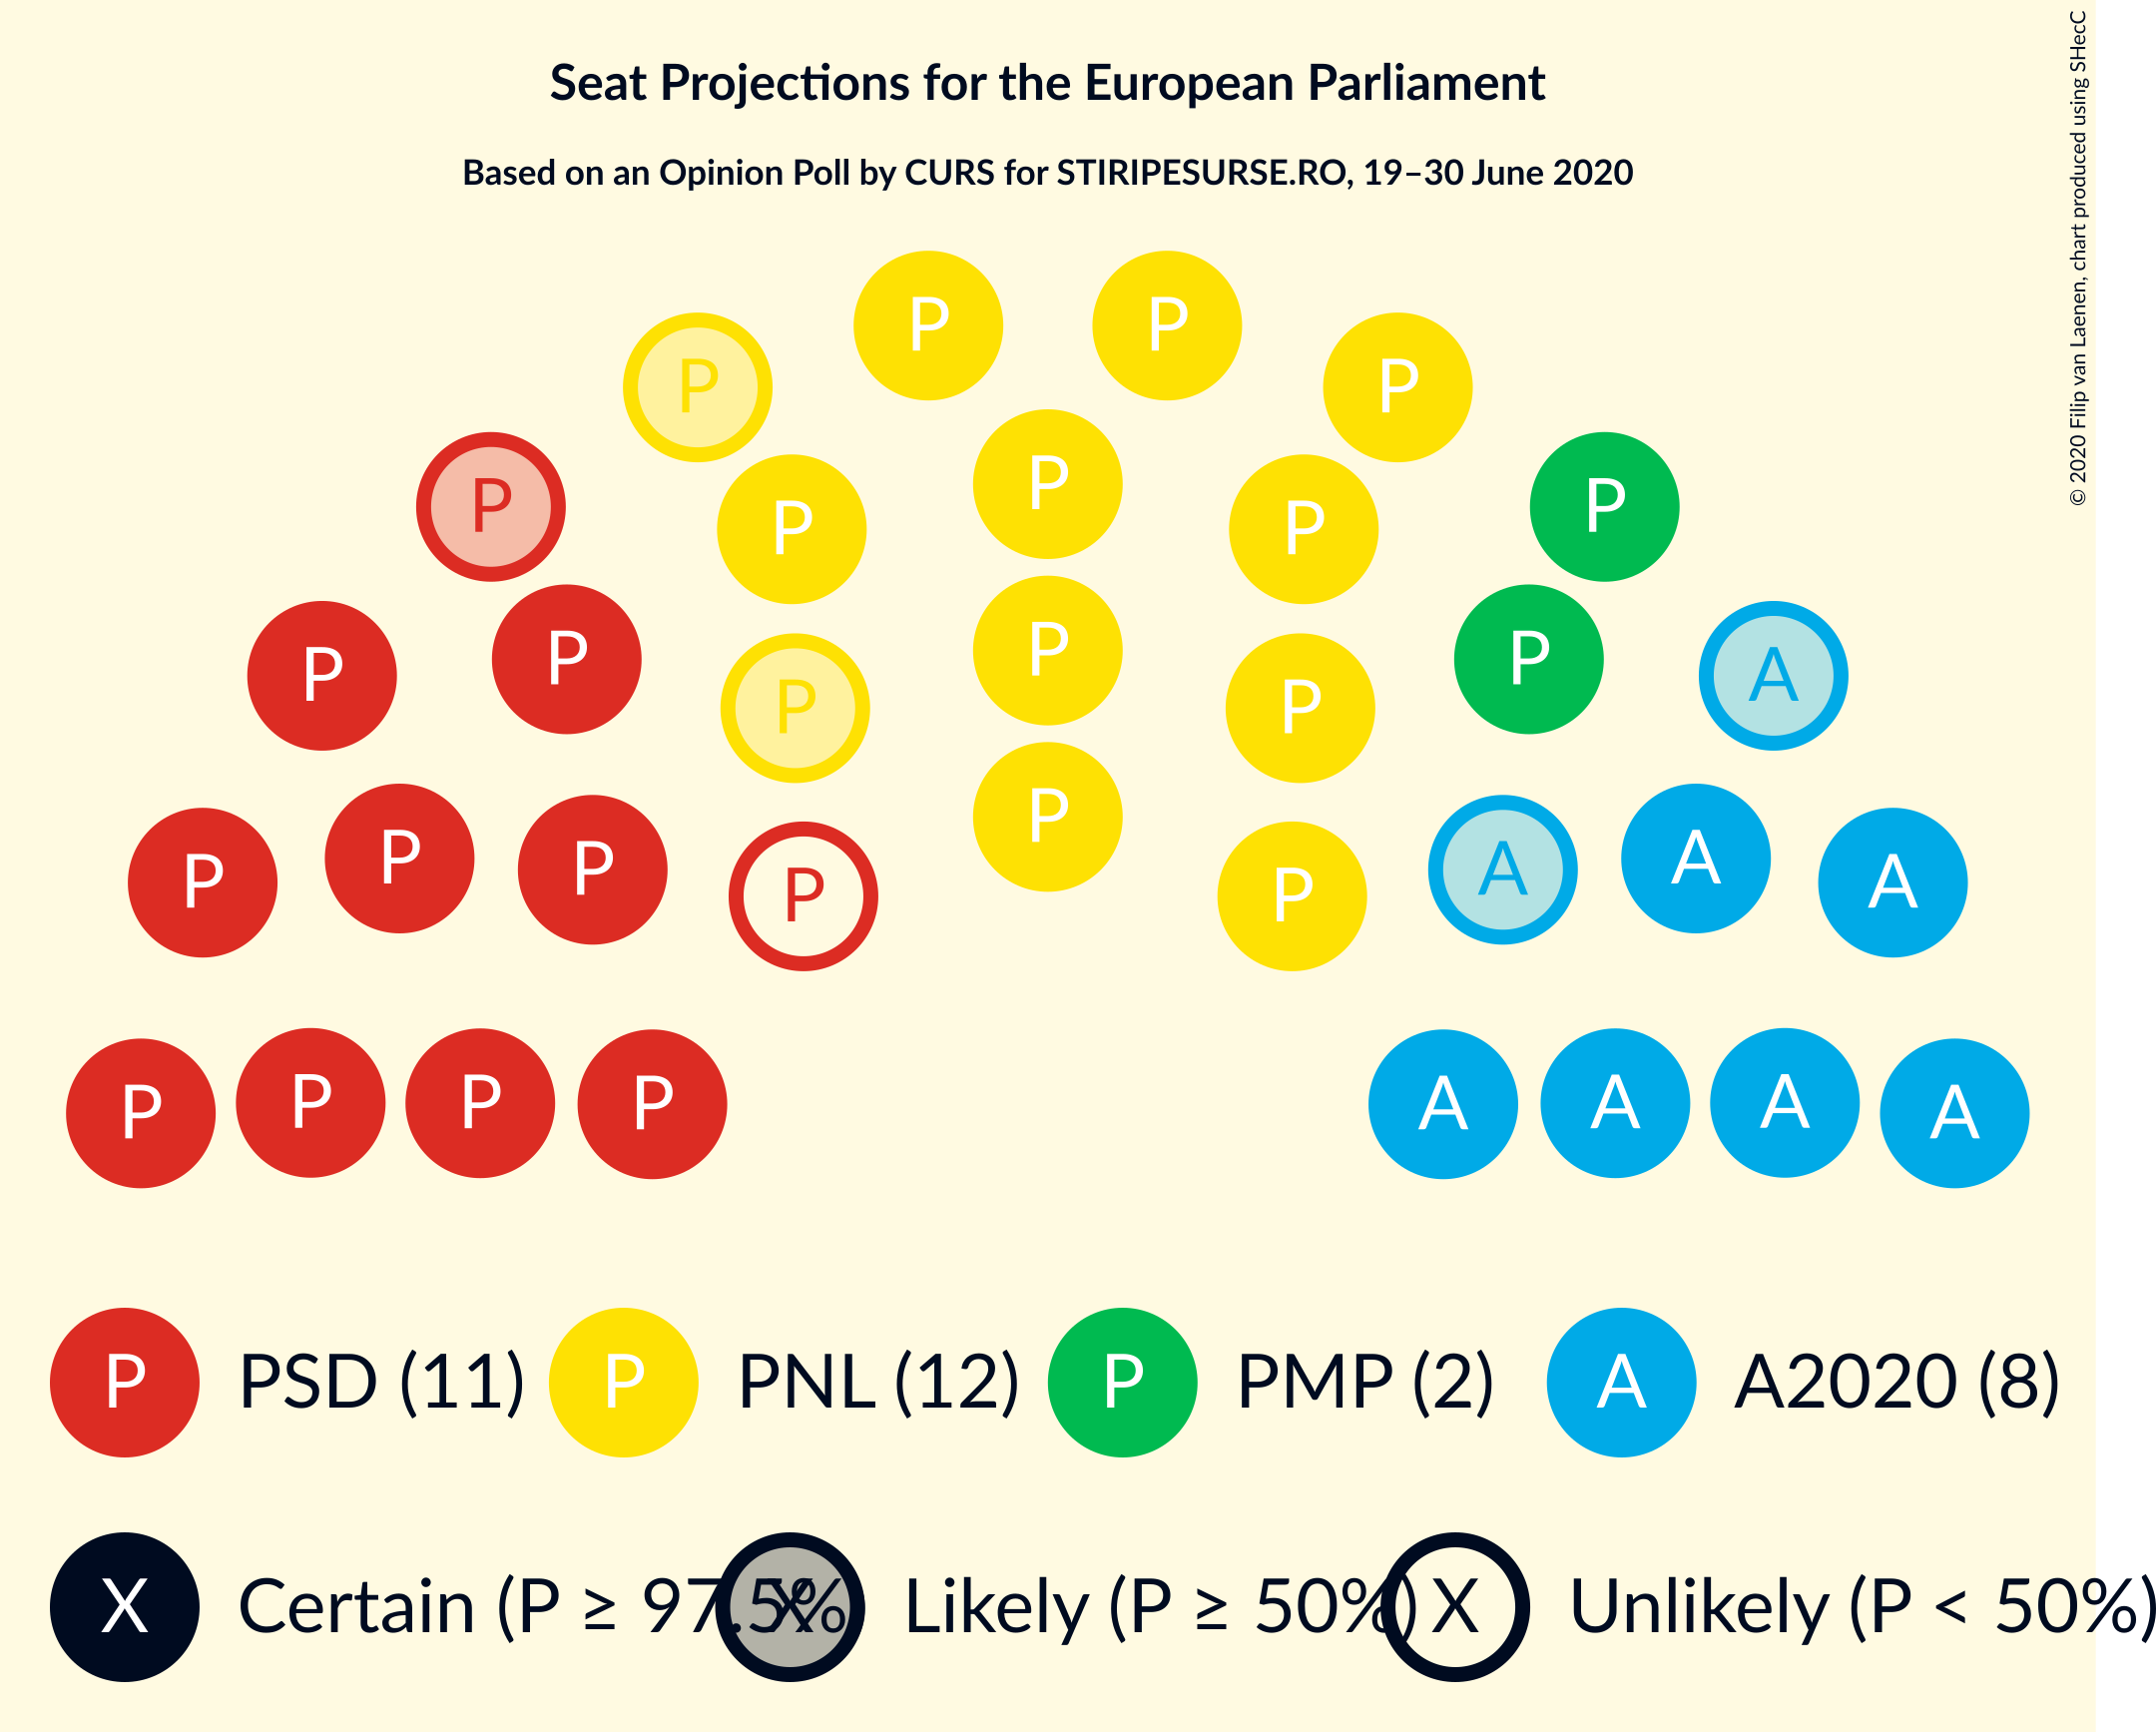 Seat Projections for the European Parliament
Based on an Opinion Poll by CURS for STIRIPESURSE.RO, 19–30 June 2020
© 2020 Filip van Laenen, chart produced using SHecC
P P
P P
P
P P P
P P
P P
P P
P A
P P P
P P P A A A
P P
P P P P A A A A
P PSD (11) P PNL (12) P PMP (2) A A2020 (8)
X Certain (P ≥ 97.5%) X Likely (P ≥ 50%) X Unlikely (P < 50%)